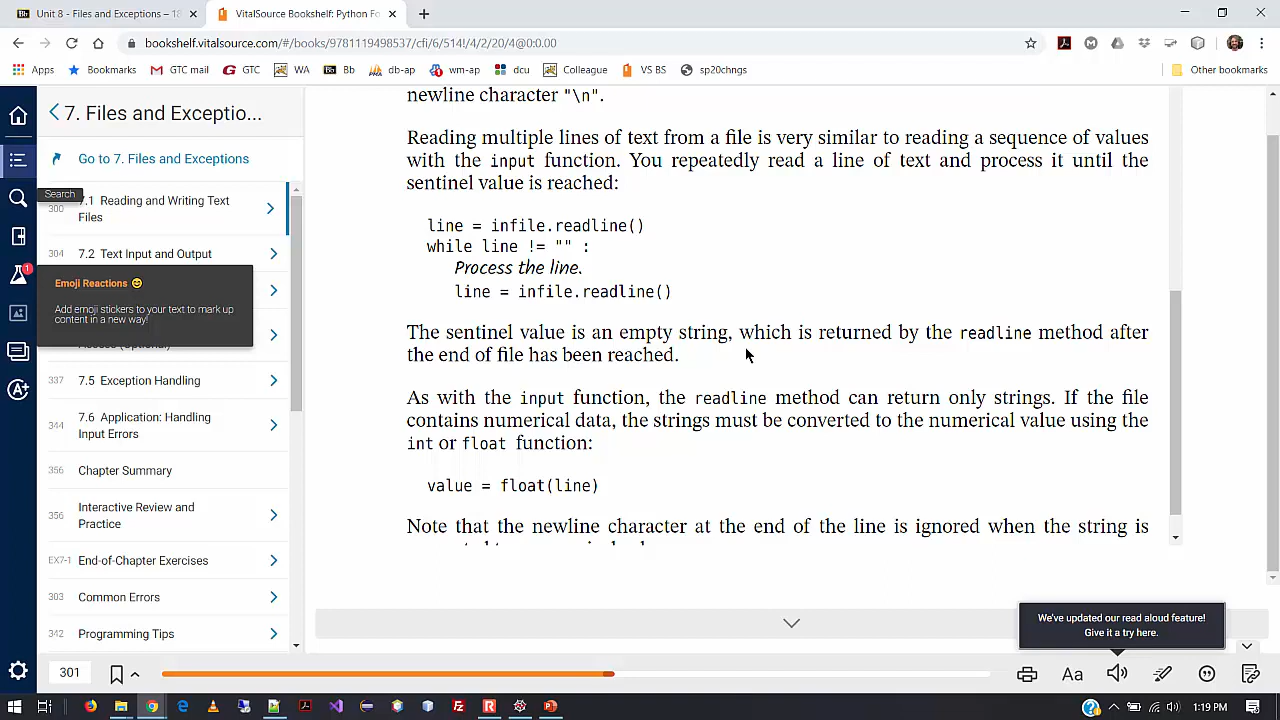 Unit 8 - Files and Exceptions – 18
VitalSource Bookshelf: Python Fo
bookshelf.vitalsource.com/#/books/9781119498537/cfi/6/514!/4/2/20/4@0:0.00
Apps
Bookmarks
GTC mail
GTC
WA
Bb
db-ap
wm-ap
dcu
Colleague
VS BS
sp20chngs
Other bookmarks
7. Files and Exceptio...
Go to 7. Files and Exceptions
Search
300 7.1 Reading and Writing Text
Files
304 7.2 Text Input and Output
Emoji Reactions 😊
Add emoji stickers to your text to mark up
content in a new way!
337 7.5 Exception Handling
344 7.6 Application: Handling
Input Errors
356 Chapter Summary
356 Interactive Review and
Practice
EX7-1 End-of-Chapter Exercises
303 Common Errors
342 Programming Tips
newline character "\n".
Reading multiple lines of text from a file is very similar to reading a sequence of values
with the input function. You repeatedly read a line of text and process it until the
sentinel value is reached:
line = infile.readline()
while line != "" :
Process the line.
line = infile.readline()
The sentinel value is an empty string, which is returned by the readline method after
the end of file has been reached.
As with the input function, the readline method can return only strings. If the file
contains numerical data, the strings must be converted to the numerical value using the
int or float function:
value = float(line)
Note that the newline character at the end of the line is ignored when the string is
We've updated our read aloud feature!
Give it a try here.
301
Aa
1:19 PM